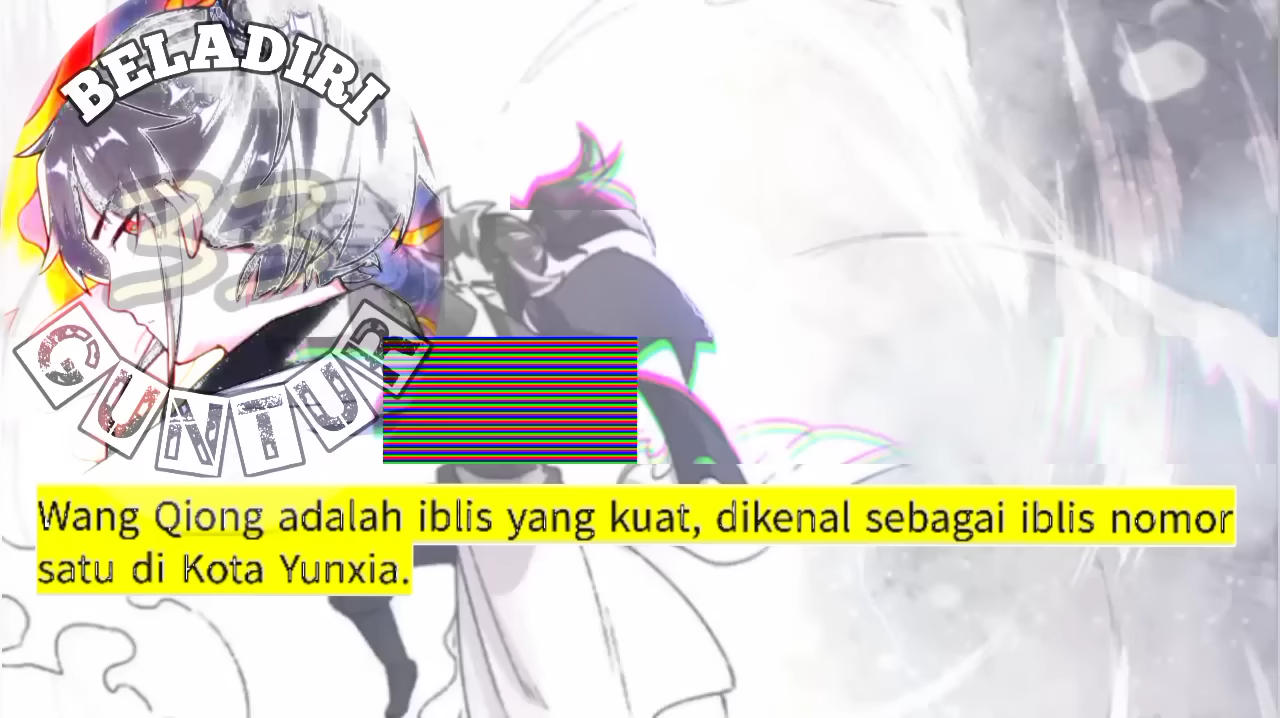 BELADIRI
GUNTUR
Wang Qiong adalah iblis yang kuat, dikenal sebagai iblis nomor
satu di Kota Yunxia.